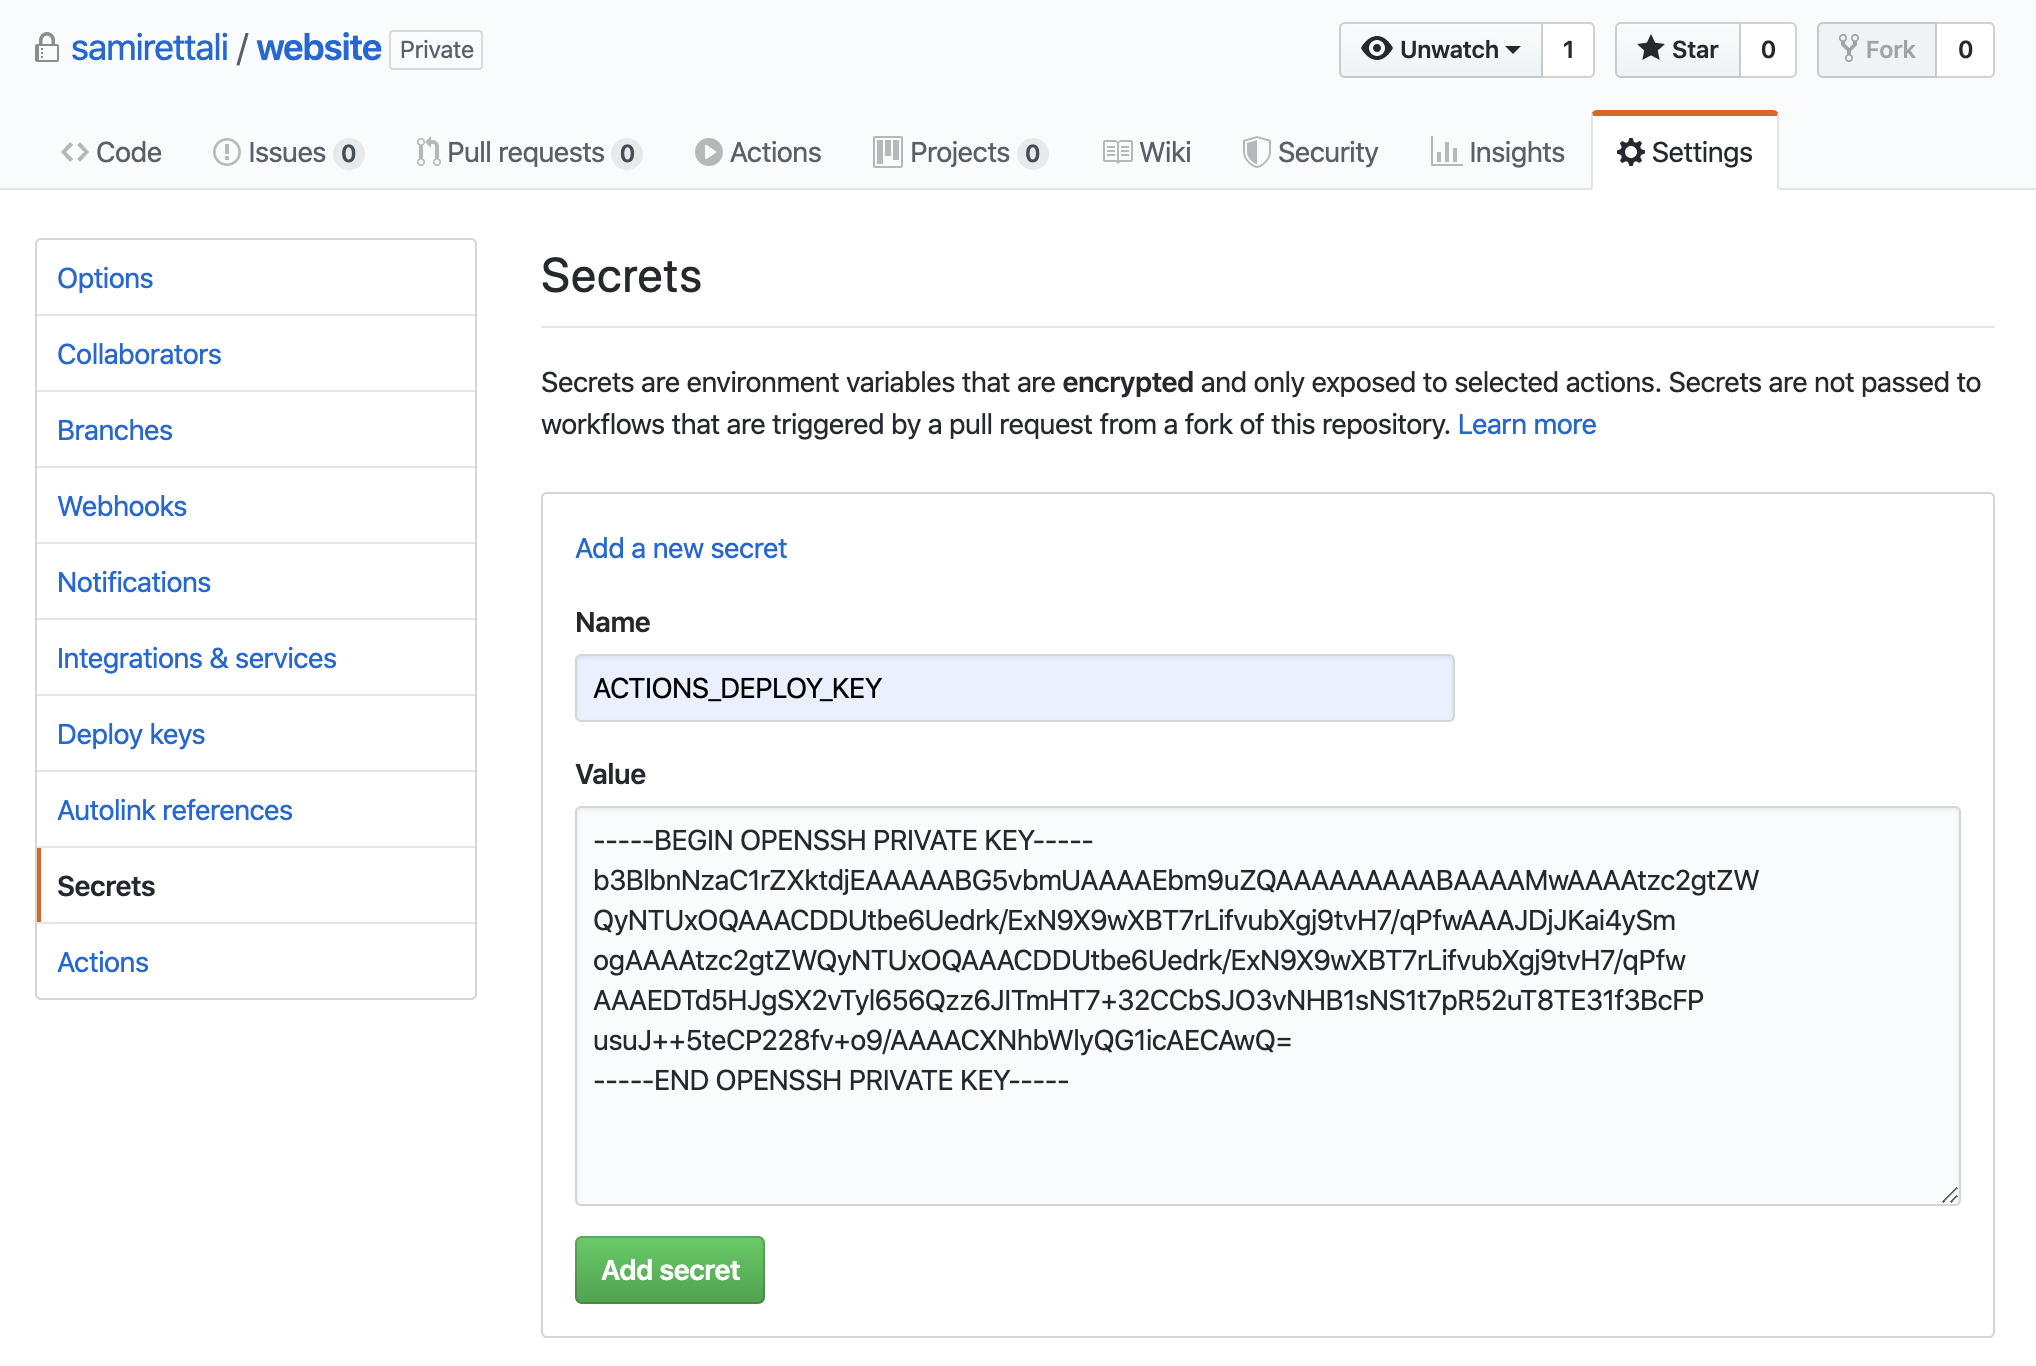 samirettali / website Private
Unwatch 1 Star 0 Fork 0
Code Issues 0 Pull requests 0 Actions Projects 0 Wiki Security Insights Settings
Options
Collaborators
Branches
Webhooks
Notifications
Integrations & services
Deploy keys
Autolink references
Secrets
Actions
Secrets
Secrets are environment variables that are encrypted and only exposed to selected actions. Secrets are not passed to
workflows that are triggered by a pull request from a fork of this repository. Learn more
Add a new secret
Name
ACTIONS_DEPLOY_KEY
Value
-----BEGIN OPENSSH PRIVATE KEY-----
b3BlbnNzaC1rZXktdjEAAAAABG5vbmUAAAAEbm9uZQAAAAAAAAABAAAAMwAAAAtzc2gtZW
QyNTUxOQAAACDDUtbe6Uedrk/ExN9X9wXBT7rLifvubXgj9tvH7/qPfwAAAJDjJKai4ySm
ogAAAAtzc2gtZWQyNTUxOQAAACDDUtbe6Uedrk/ExN9X9wXBT7rLifvubXgj9tvH7/qPfw
AAAEDTd5HJgSX2vTyl656Qzz6JITmHT7+32CCbSJO3vNHB1sNS1t7pR52uT8TE31f3BcFP
usuJ++5teCP228fv+o9/AAAACXNhbWlyQG1icAECAwQ=
-----END OPENSSH PRIVATE KEY-----
Add secret